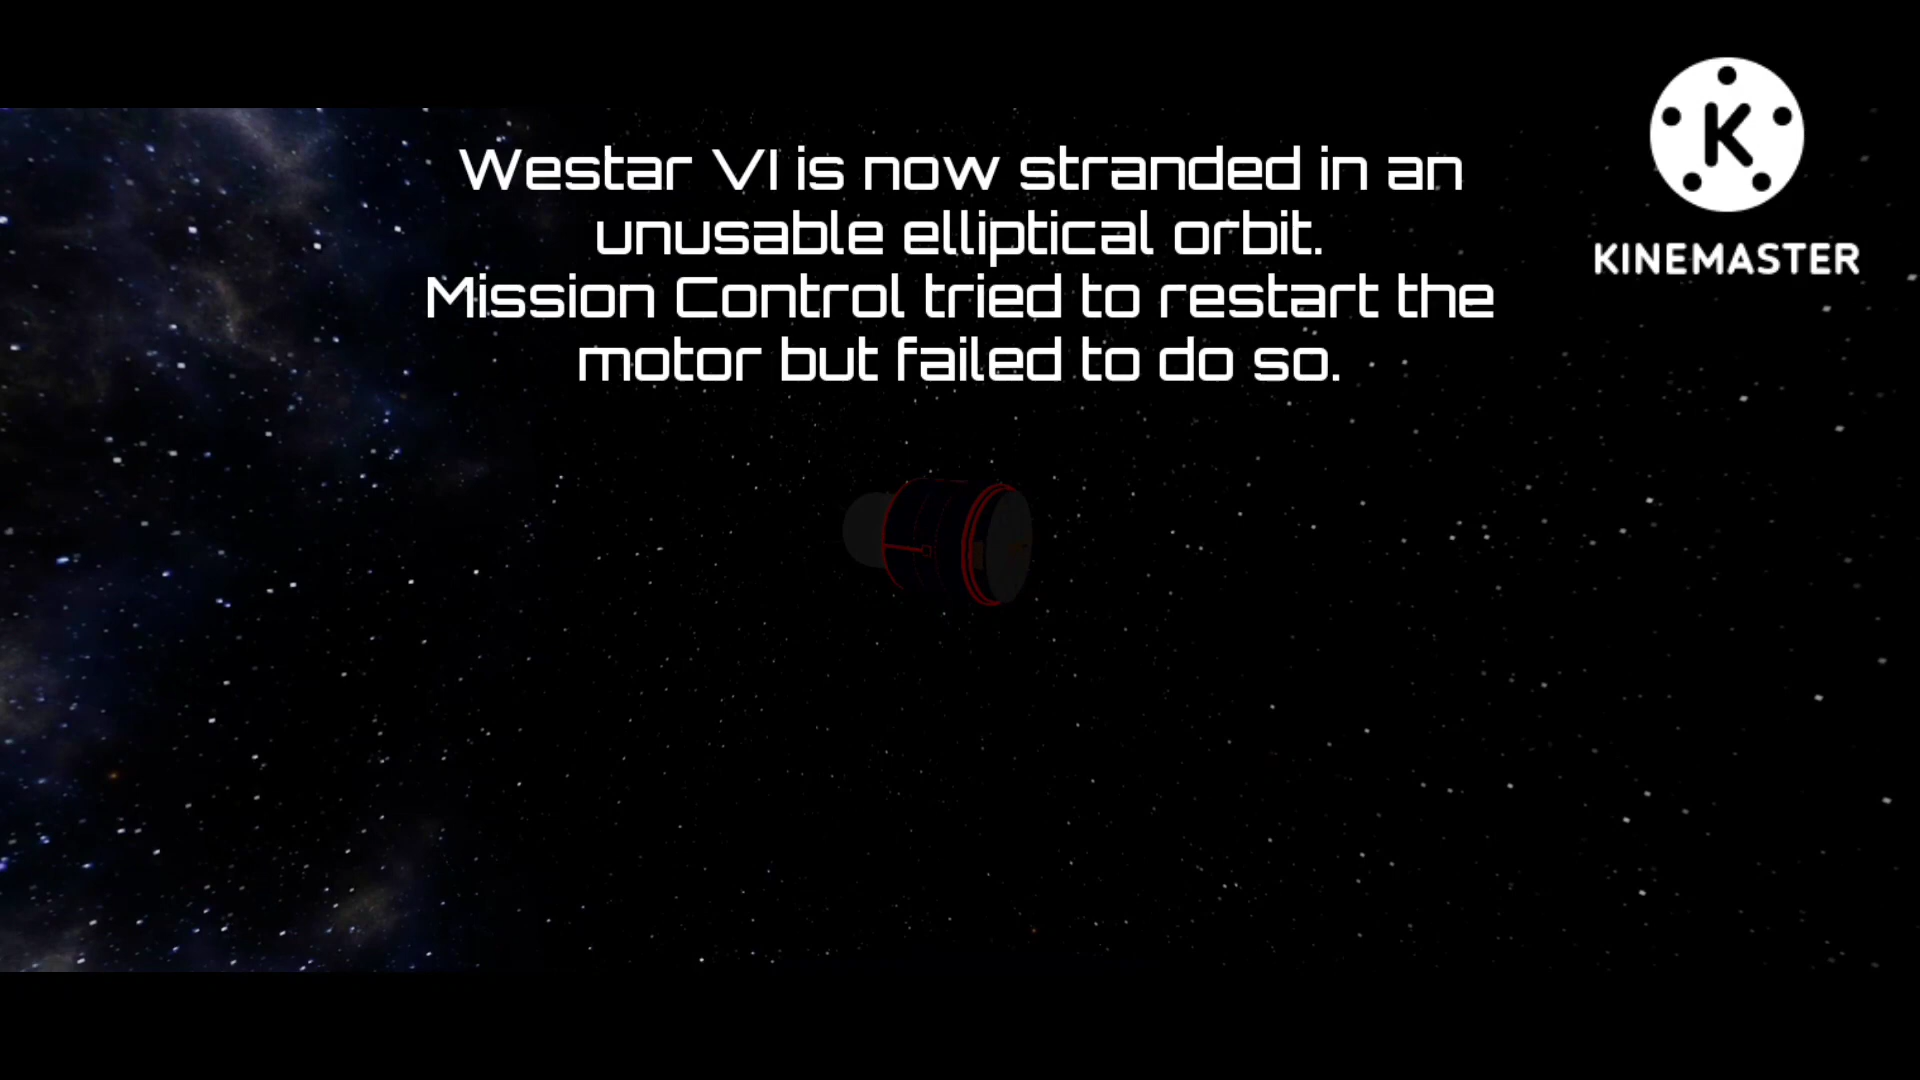 Westar VI is now stranded in an
unusable elliptical orbit.
Mission Control tried to restart the
motor but failed to do so.
K
KINEMASTER